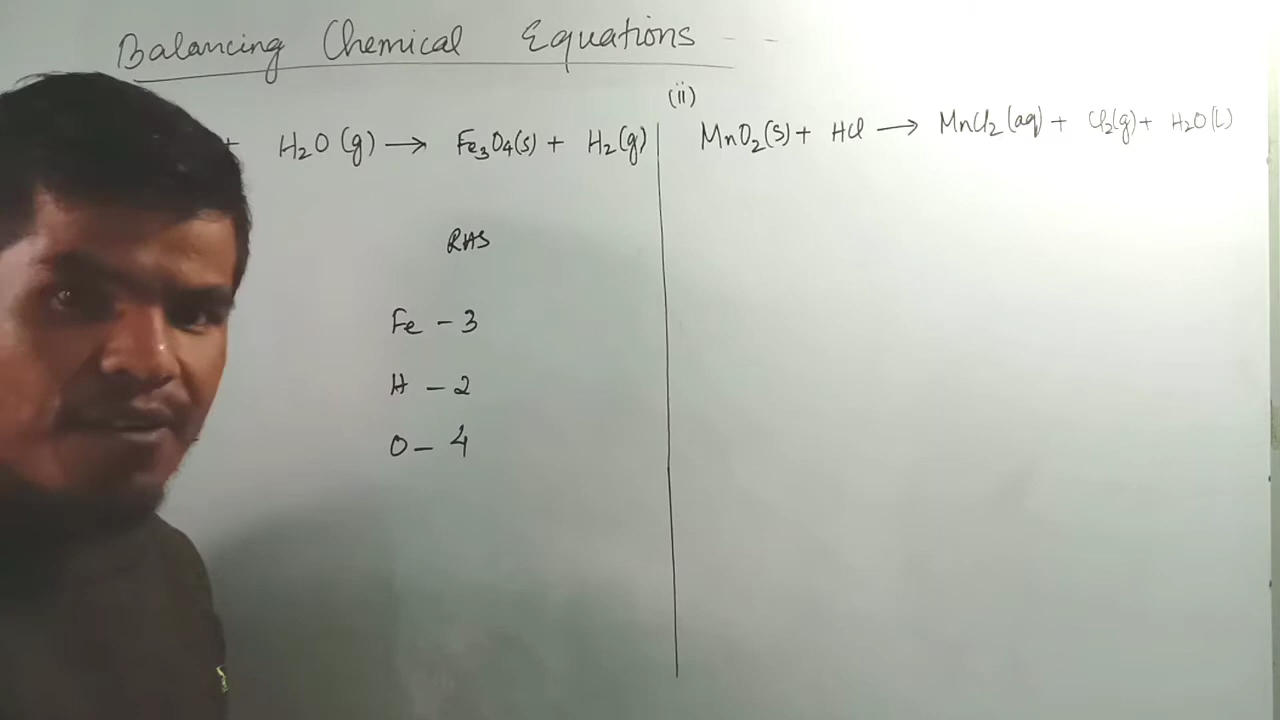 Balancing Chemical Equations - -
+ H₂O (g) → Fe₃O₄(s) + H₂(g)
RHS
Fe - 3
H - 2
O - 4
(ii)
MnO₂(s) + HCl → MnCl₂(aq) + Cl₂(g) + H₂O(l)